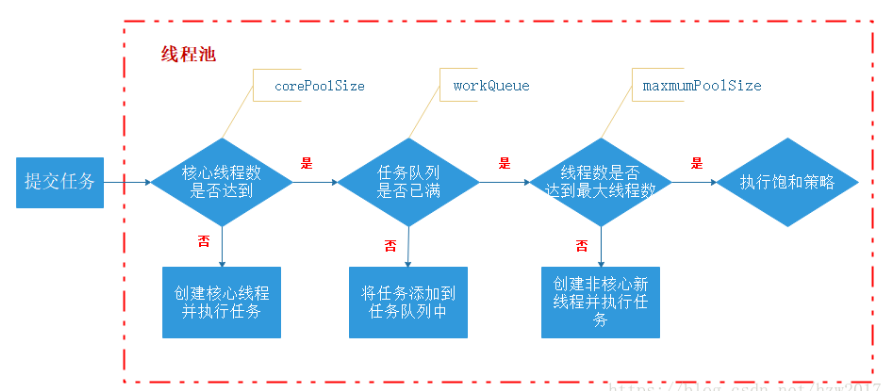 线程池
corePoolSize
workQueue
maxmumPoolSize
提交任务
核心线程数
是否达到
是
任务队列
是否已满
是
线程数是否
达到最大线程数
是
执行饱和策略
否
否
否
创建核心线程
并执行任务
将任务添加到
任务队列中
创建非核心新
线程并执行任
务